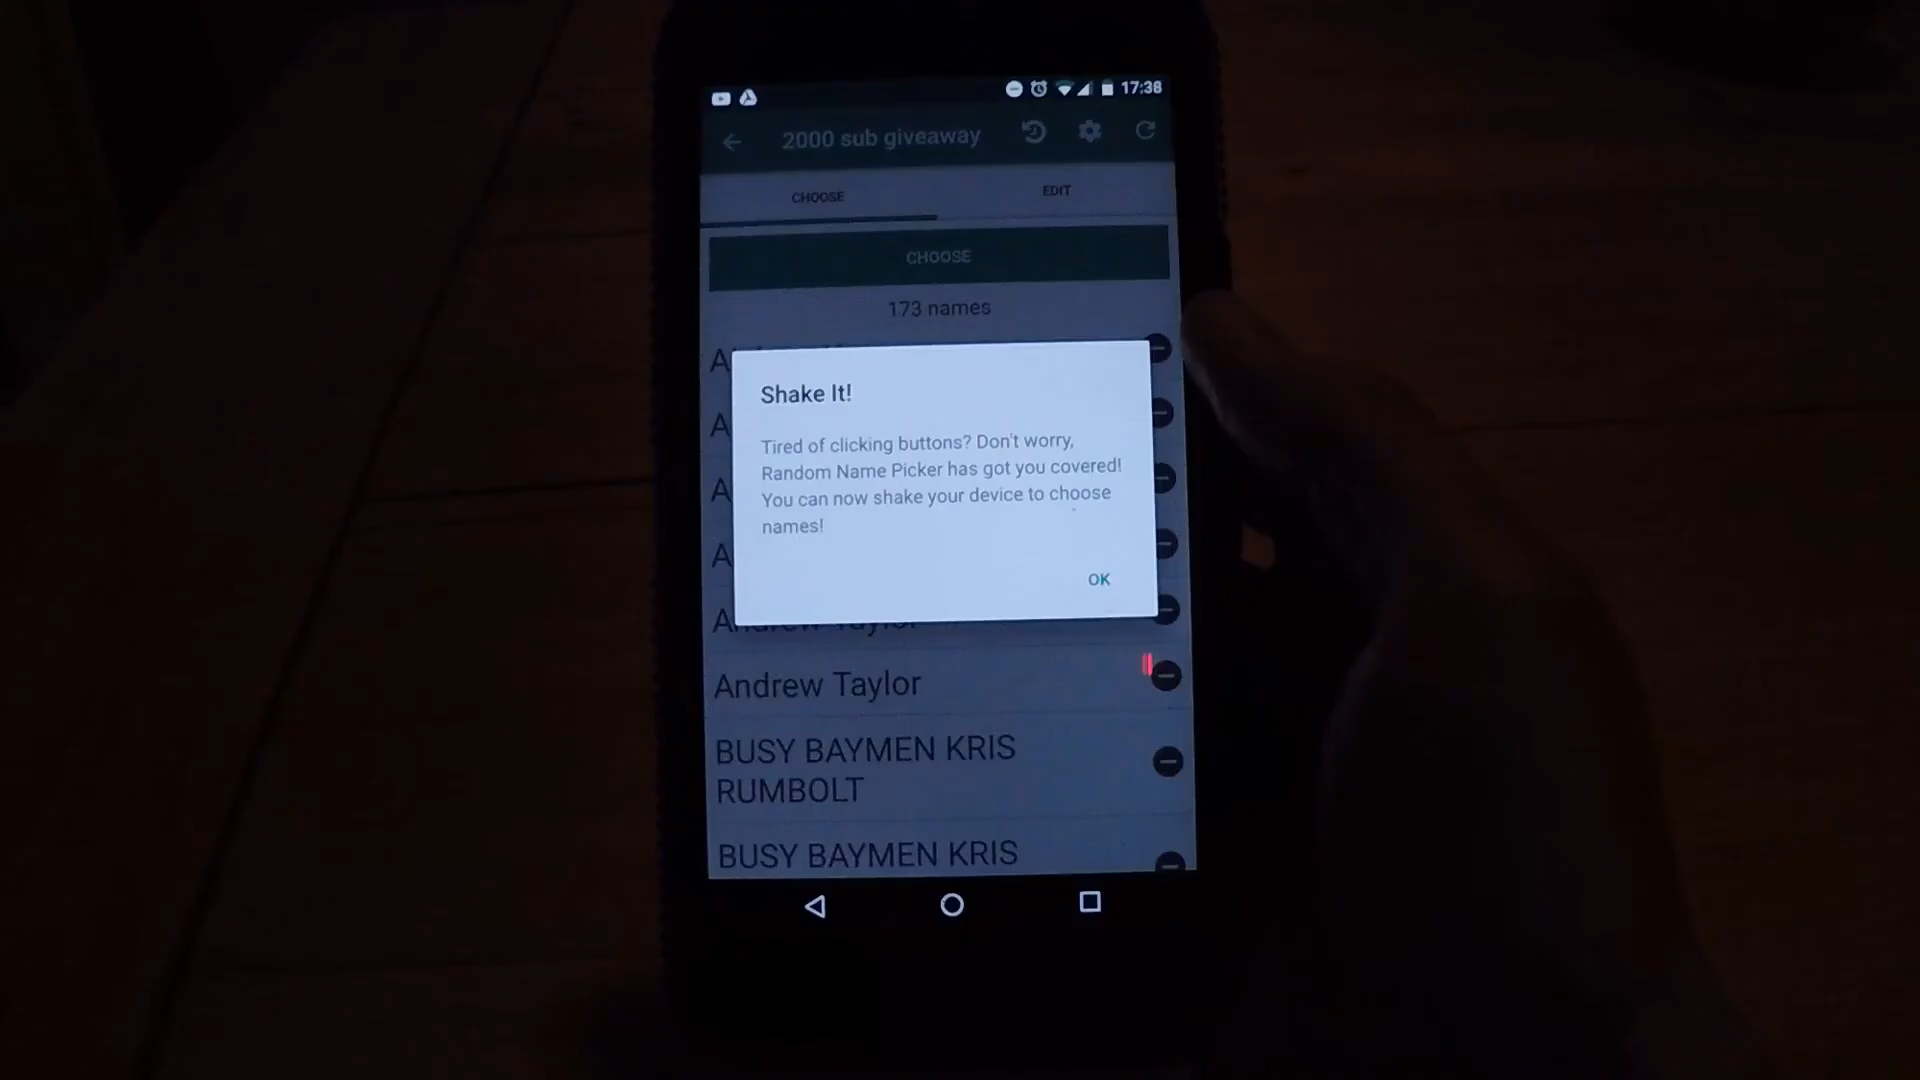 17:38
2000 sub giveaway
CHOOSE
EDIT
CHOOSE
173 names
A
Shake It!
A
Tired of clicking buttons? Don't worry,
Random Name Picker has got you covered!
A
You can now shake your device to choose
names!
A
OK
Andrew Taylor
Andrew Taylor
BUSY BAYMEN KRIS
RUMBOLT
BUSY BAYMEN KRIS